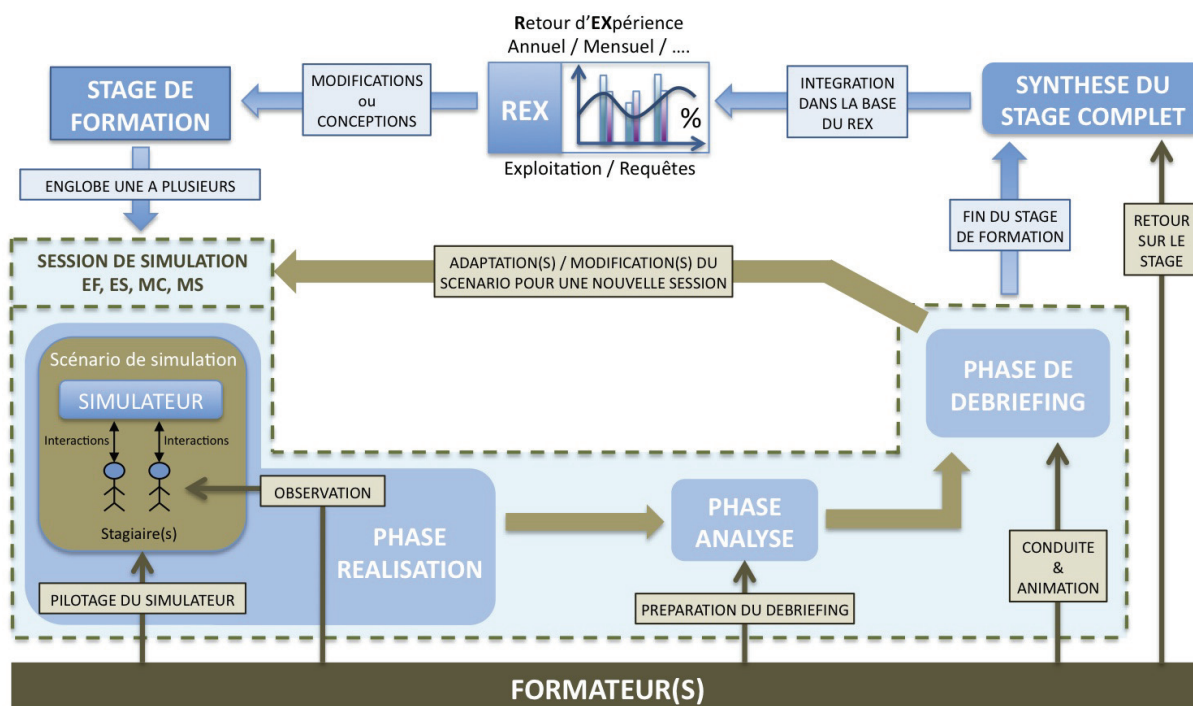 Retour d'EXpérience
Annuel / Mensuel / ....
STAGE DE
FORMATION
MODIFICATIONS
ou
CONCEPTIONS
REX
%
Exploitation / Requêtes
INTEGRATION
DANS LA BASE
DU REX
SYNTHESE DU
STAGE COMPLET
ENGLOBE UNE A PLUSIEURS
FIN DU STAGE
DE FORMATION
RETOUR
SUR LE
STAGE
SESSION DE SIMULATION
EF, ES, MC, MS
ADAPTATION(S) / MODIFICATION(S) DU
SCENARIO POUR UNE NOUVELLE SESSION
Scénario de simulation
SIMULATEUR
Interactions
Interactions
Stagiaire(s)
OBSERVATION
PHASE
REALISATION
PHASE
ANALYSE
PHASE DE
DEBRIEFING
PILOTAGE DU SIMULATEUR
PREPARATION DU DEBRIEFING
CONDUITE
&
ANIMATION
FORMATEUR(S)